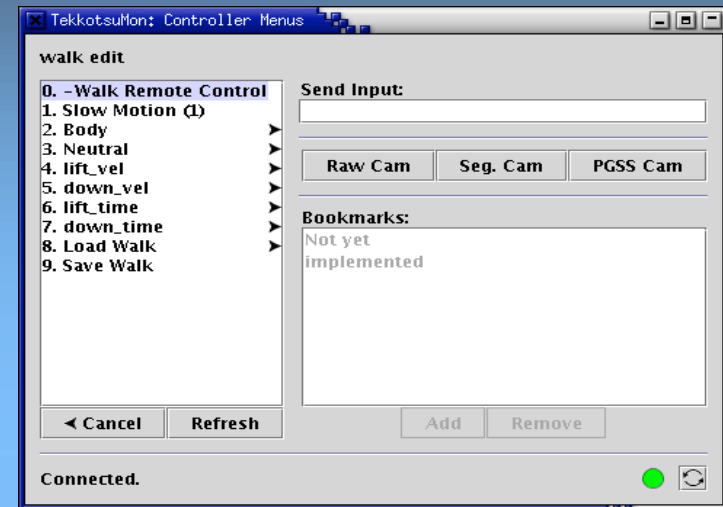 TekkotsuMon: Controller Menus
walk edit
0. -Walk Remote Control
1. Slow Motion (1)
2. Body
3. Neutral
4. lift_vel
5. down_vel
6. lift_time
7. down_time
8. Load Walk
9. Save Walk
Cancel
Refresh
Send Input:
Raw Cam
Seg. Cam
PGSS Cam
Bookmarks:
Not yet
implemented
Add
Remove
Connected.